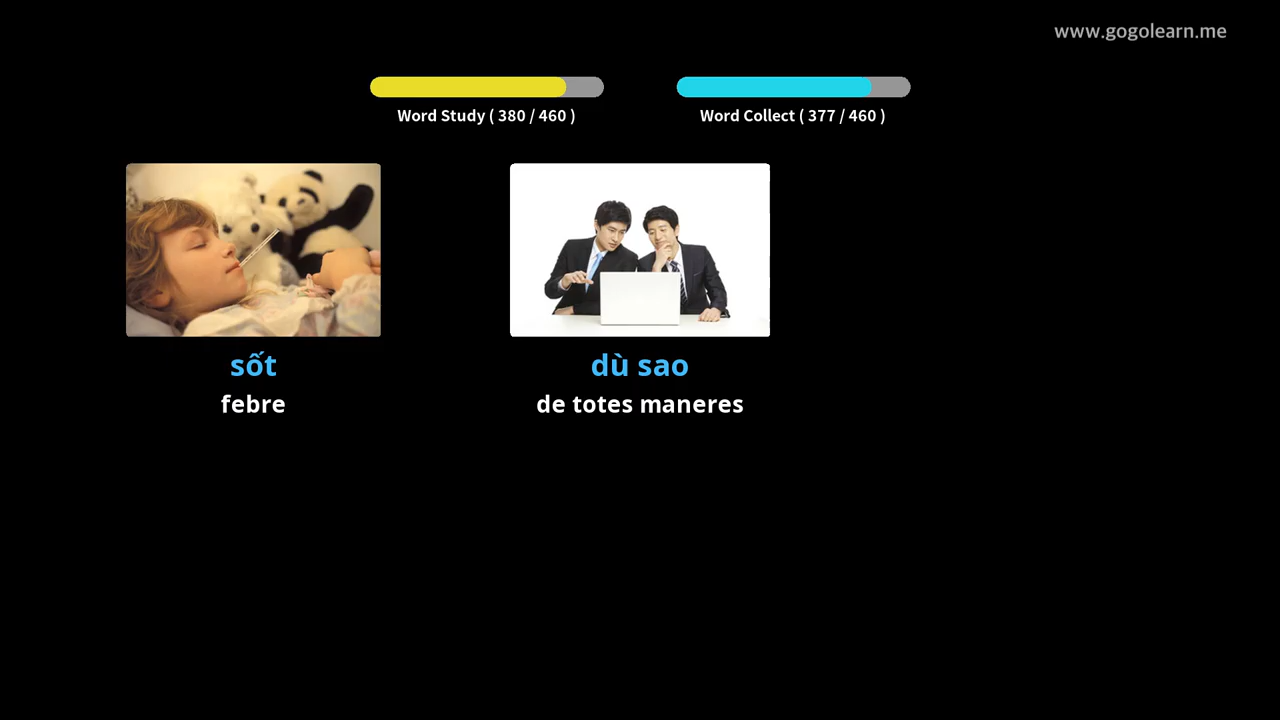 www.gogolearn.me
Word Study ( 380 / 460 )
Word Collect ( 377 / 460 )
sốt
febre
dù sao
de totes maneres